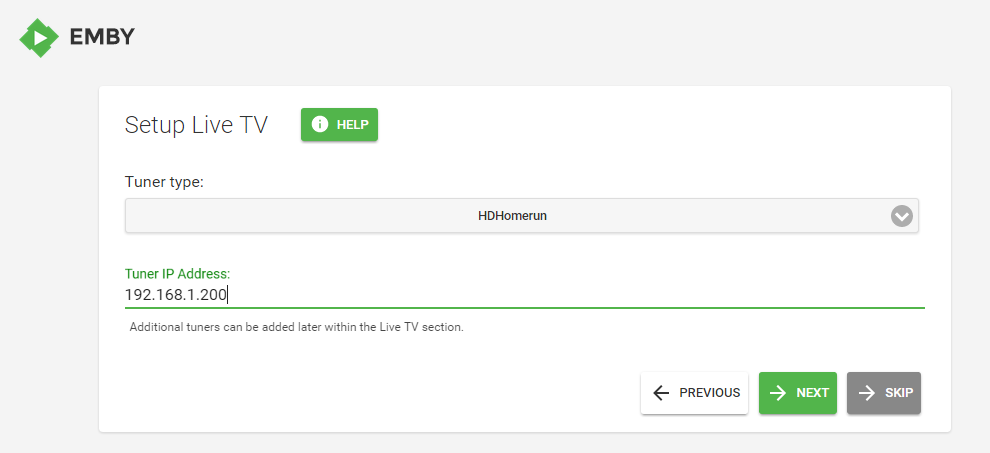 EMBY
Setup Live TV
HELP
Tuner type:
HDHomerun
Tuner IP Address:
192.168.1.200
Additional tuners can be added later within the Live TV section.
PREVIOUS
NEXT
SKIP